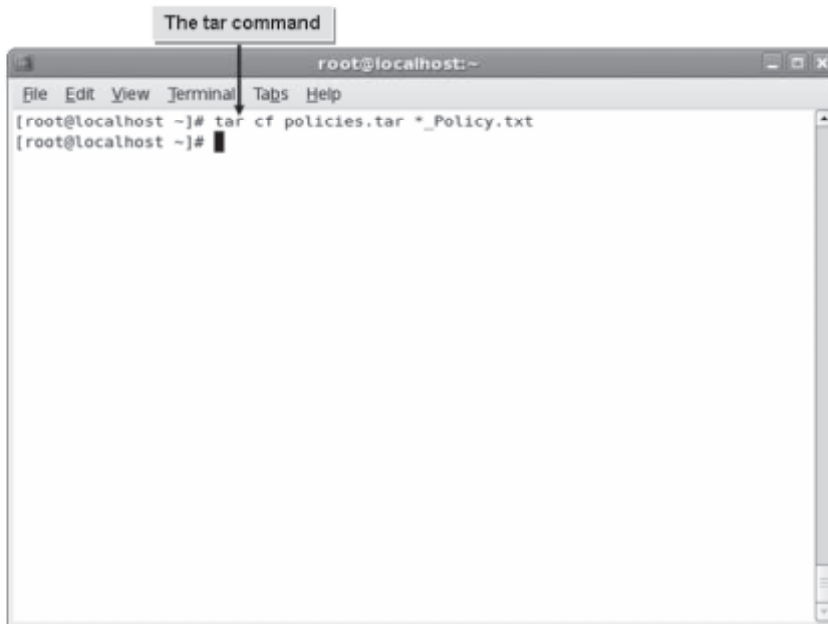 The tar command
root@localhost:~
File Edit View Terminal Tabs Help
[root@localhost ~]# tar cf policies.tar *_Policy.txt
[root@localhost ~]#